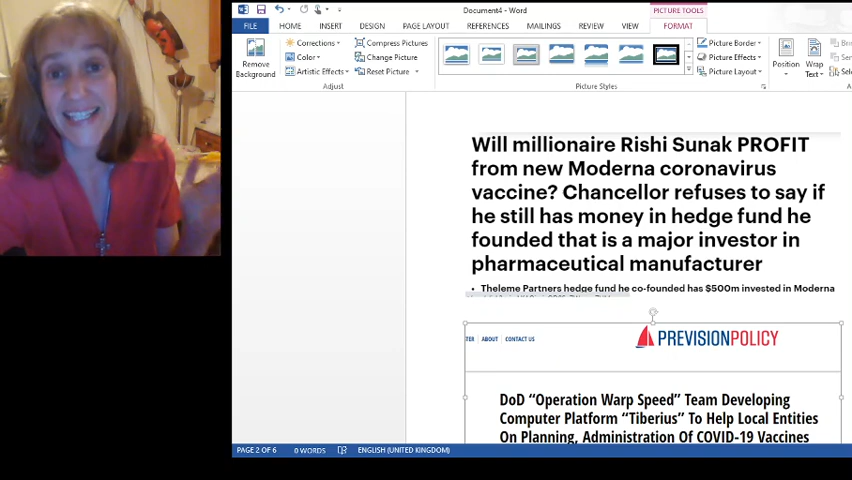 Document4 - Word
PICTURE TOOLS
FILE
HOME
INSERT
DESIGN
PAGE LAYOUT
REFERENCES
MAILINGS
REVIEW
VIEW
FORMAT
Remove
Background
Corrections
Color
Artistic Effects
Compress Pictures
Change Picture
Reset Picture
Picture Border
Picture Effects
Picture Layout
Position
Wrap
Text
Adjust
Picture Styles
Will millionaire Rishi Sunak PROFIT
from new Moderna coronavirus
vaccine? Chancellor refuses to say if
he still has money in hedge fund he
founded that is a major investor in
pharmaceutical manufacturer
• Theleme Partners hedge fund he co-founded has $500m invested in Moderna
ABOUT
CONTACT US
PREVISIONPOLICY
DoD “Operation Warp Speed” Team Developing
Computer Platform “Tiberius” To Help Local Entities
On Planning, Administration Of COVID-19 Vaccines
PAGE 2 OF 6
0 WORDS
ENGLISH (UNITED KINGDOM)